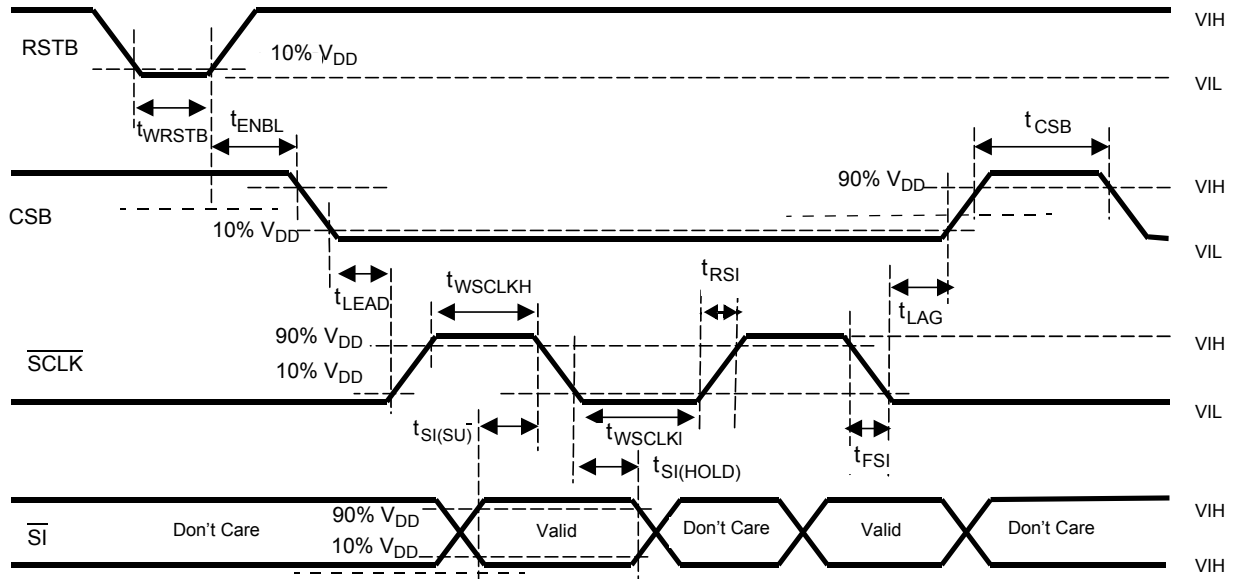 VIH
RSTB
10% VDD
VIL
tWRSTB
tENBL
tCSB
90% VDD
VIH
CSB
10% VDD
VIL
tLEAD
tWSCLKH
tRSI
tLAG
90% VDD
VIH
SCLK
10% VDD
VIL
tSI(SU)
tWSCLKl
tFSI
tSI(HOLD)
VIH
90% VDD
SI
Don't Care
Valid
Don't Care
Valid
Don't Care
10% VDD
VIH